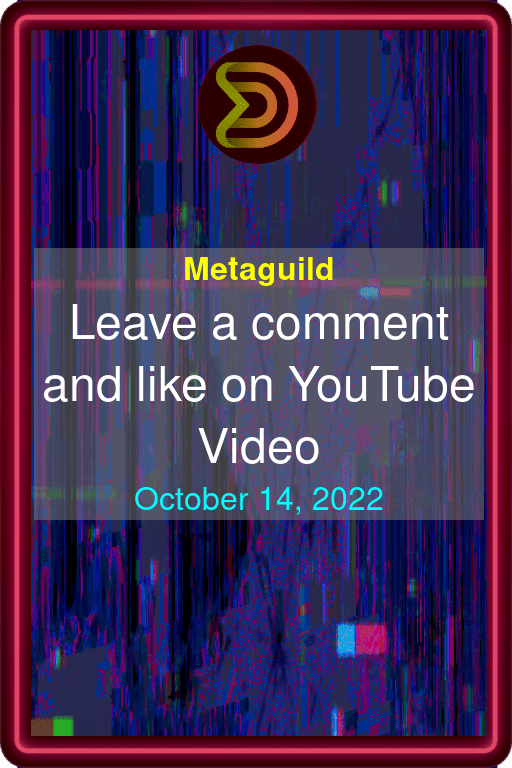 Metaguild
Leave a comment
and like on YouTube
Video
October 14, 2022